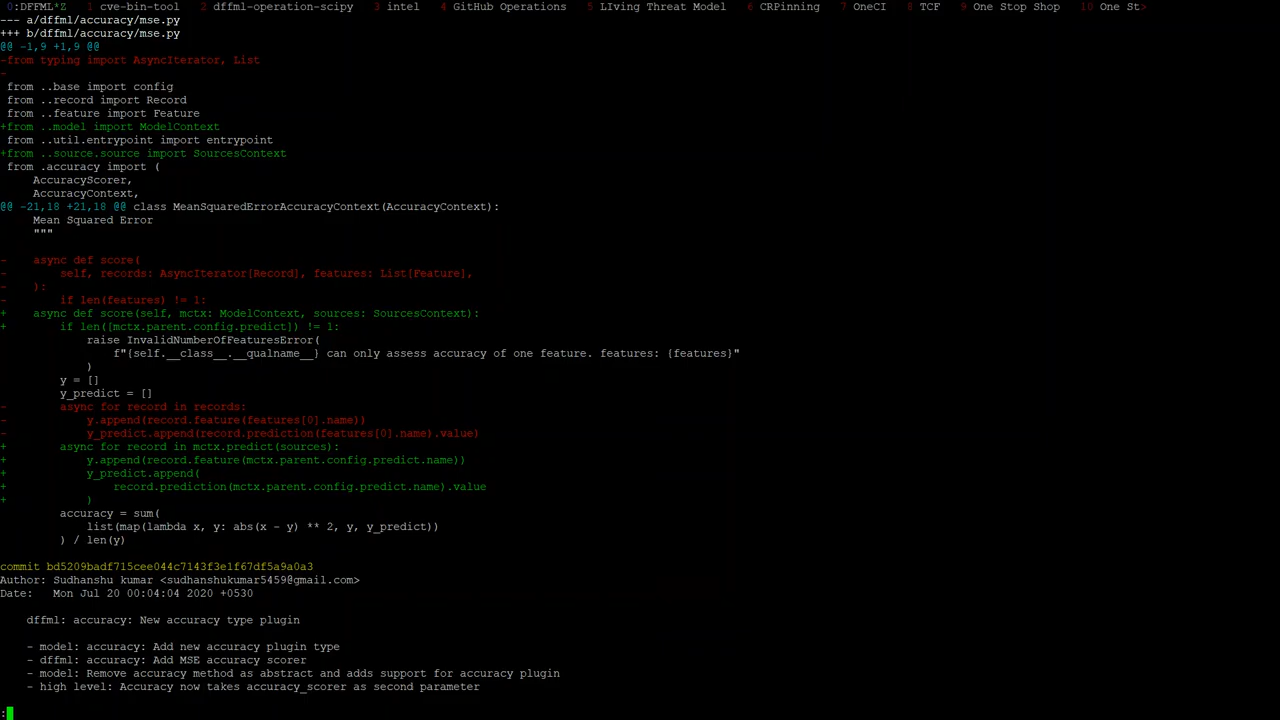 0:DFFML*Z 1 cve-bin-tool 2 dffml-operation-scipy 3 intel 4 GitHub Operations 5 LIving Threat Model 6 CRPinning 7 OneCI 8 TCF 9 One Stop Shop 10 One St>
--- a/dffml/accuracy/mse.py
+++ b/dffml/accuracy/mse.py
@@ -1,9 +1,9 @@
-from typing import AsyncIterator, List
-
 from ..base import config
 from ..record import Record
 from ..feature import Feature
+from ..model import ModelContext
 from ..util.entrypoint import entrypoint
+from ..source.source import SourcesContext
 from .accuracy import (
     AccuracyScorer,
     AccuracyContext,
@@ -21,18 +21,18 @@ class MeanSquaredErrorAccuracyContext(AccuracyContext):
     Mean Squared Error
     """
-    async def score(
-        self, records: AsyncIterator[Record], features: List[Feature],
-    ):
-        if len(features) != 1:
+    async def score(self, mctx: ModelContext, sources: SourcesContext):
+        if len([mctx.parent.config.predict]) != 1:
             raise InvalidNumberOfFeaturesError(
                 f"{self.__class__.__qualname__} can only assess accuracy of one feature. features: {features}"
             )
         y = []
         y_predict = []
-        async for record in records:
-            y.append(record.feature(features[0].name))
-            y_predict.append(record.prediction(features[0].name).value)
+        async for record in mctx.predict(sources):
+            y.append(record.feature(mctx.parent.config.predict.name))
+            y_predict.append(
+                record.prediction(mctx.parent.config.predict.name).value
+            )
         accuracy = sum(
             list(map(lambda x, y: abs(x - y) ** 2, y, y_predict))
         ) / len(y)
commit bd5209badf715cee044c7143f3e1f67df5a9a0a3
Author: Sudhanshu kumar <sudhanshukumar5459@gmail.com>
Date:   Mon Jul 20 00:04:04 2020 +0530
    dffml: accuracy: New accuracy type plugin
    - model: accuracy: Add new accuracy plugin type
    - dffml: accuracy: Add MSE accuracy scorer
    - model: Remove accuracy method as abstract and adds support for accuracy plugin
    - high level: Accuracy now takes accuracy_scorer as second parameter
: